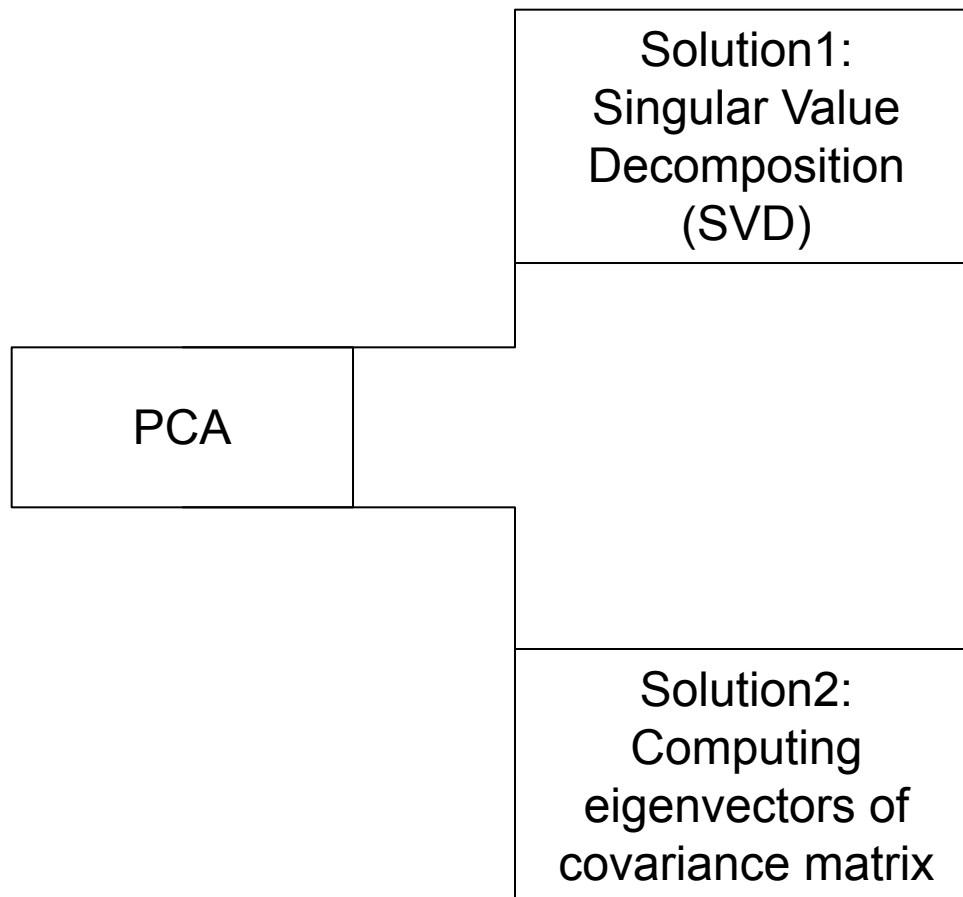 Solution1:
Singular Value
Decomposition
(SVD)
PCA
Solution2:
Computing
eigenvectors of
covariance matrix